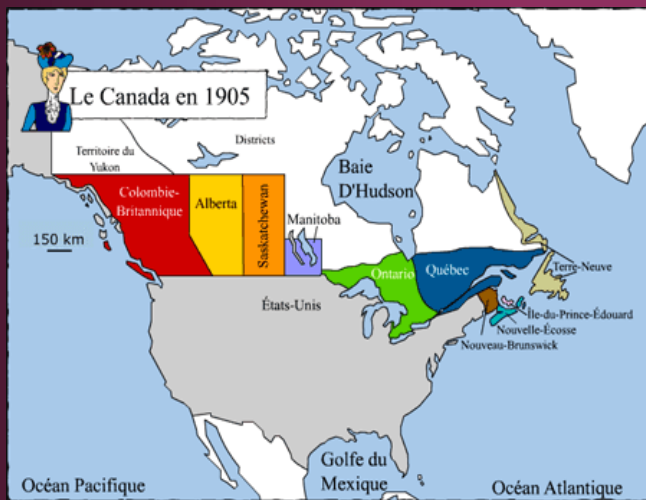 Le Canada en 1905
Districts
Territoire du
Yukon
Baie
D'Hudson
Colombie-
Britannique
Alberta
Saskatchewan
Manitoba
150 km
Ontario
Québec
Terre-Neuve
États-Unis
Île-du-Prince-Édouard
Nouvelle-Écosse
Nouveau-Brunswick
Golfe du
Mexique
Océan Pacifique
Océan Atlantique